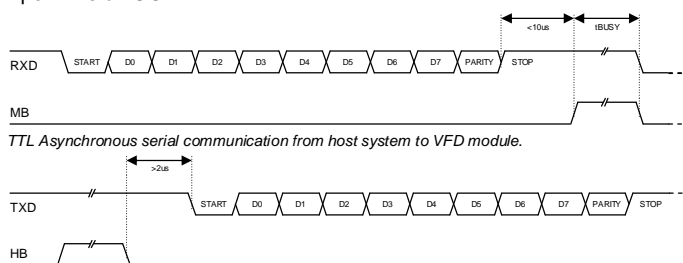 <10us tBUSY
RXD START D0 D1 D2 D3 D4 D5 D6 D7 PARITY STOP
MB
TTL Asynchronous serial communication from host system to VFD module.
>2us
TXD START D0 D1 D2 D3 D4 D5 D6 D7 PARITY STOP
HB